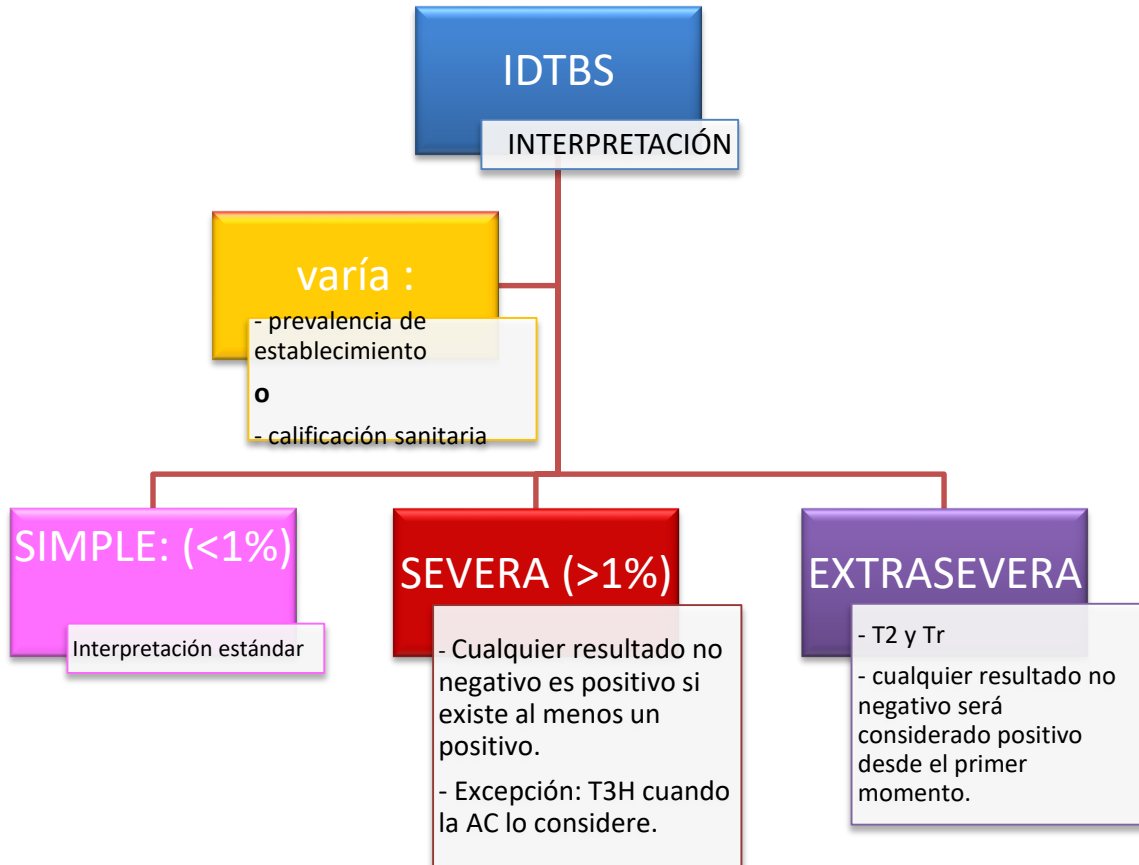 IDTBS
INTERPRETACIÓN
varía :
- prevalencia de
establecimiento
o
- calificación sanitaria
SIMPLE: (<1%)
Interpretación estándar
SEVERA (>1%)
- Cualquier resultado no
negativo es positivo si
existe al menos un
positivo.
- Excepción: T3H cuando
la AC lo considere.
EXTRASEVERA
- T2 y Tr
- cualquier resultado no
negativo será
considerado positivo
desde el primer
momento.